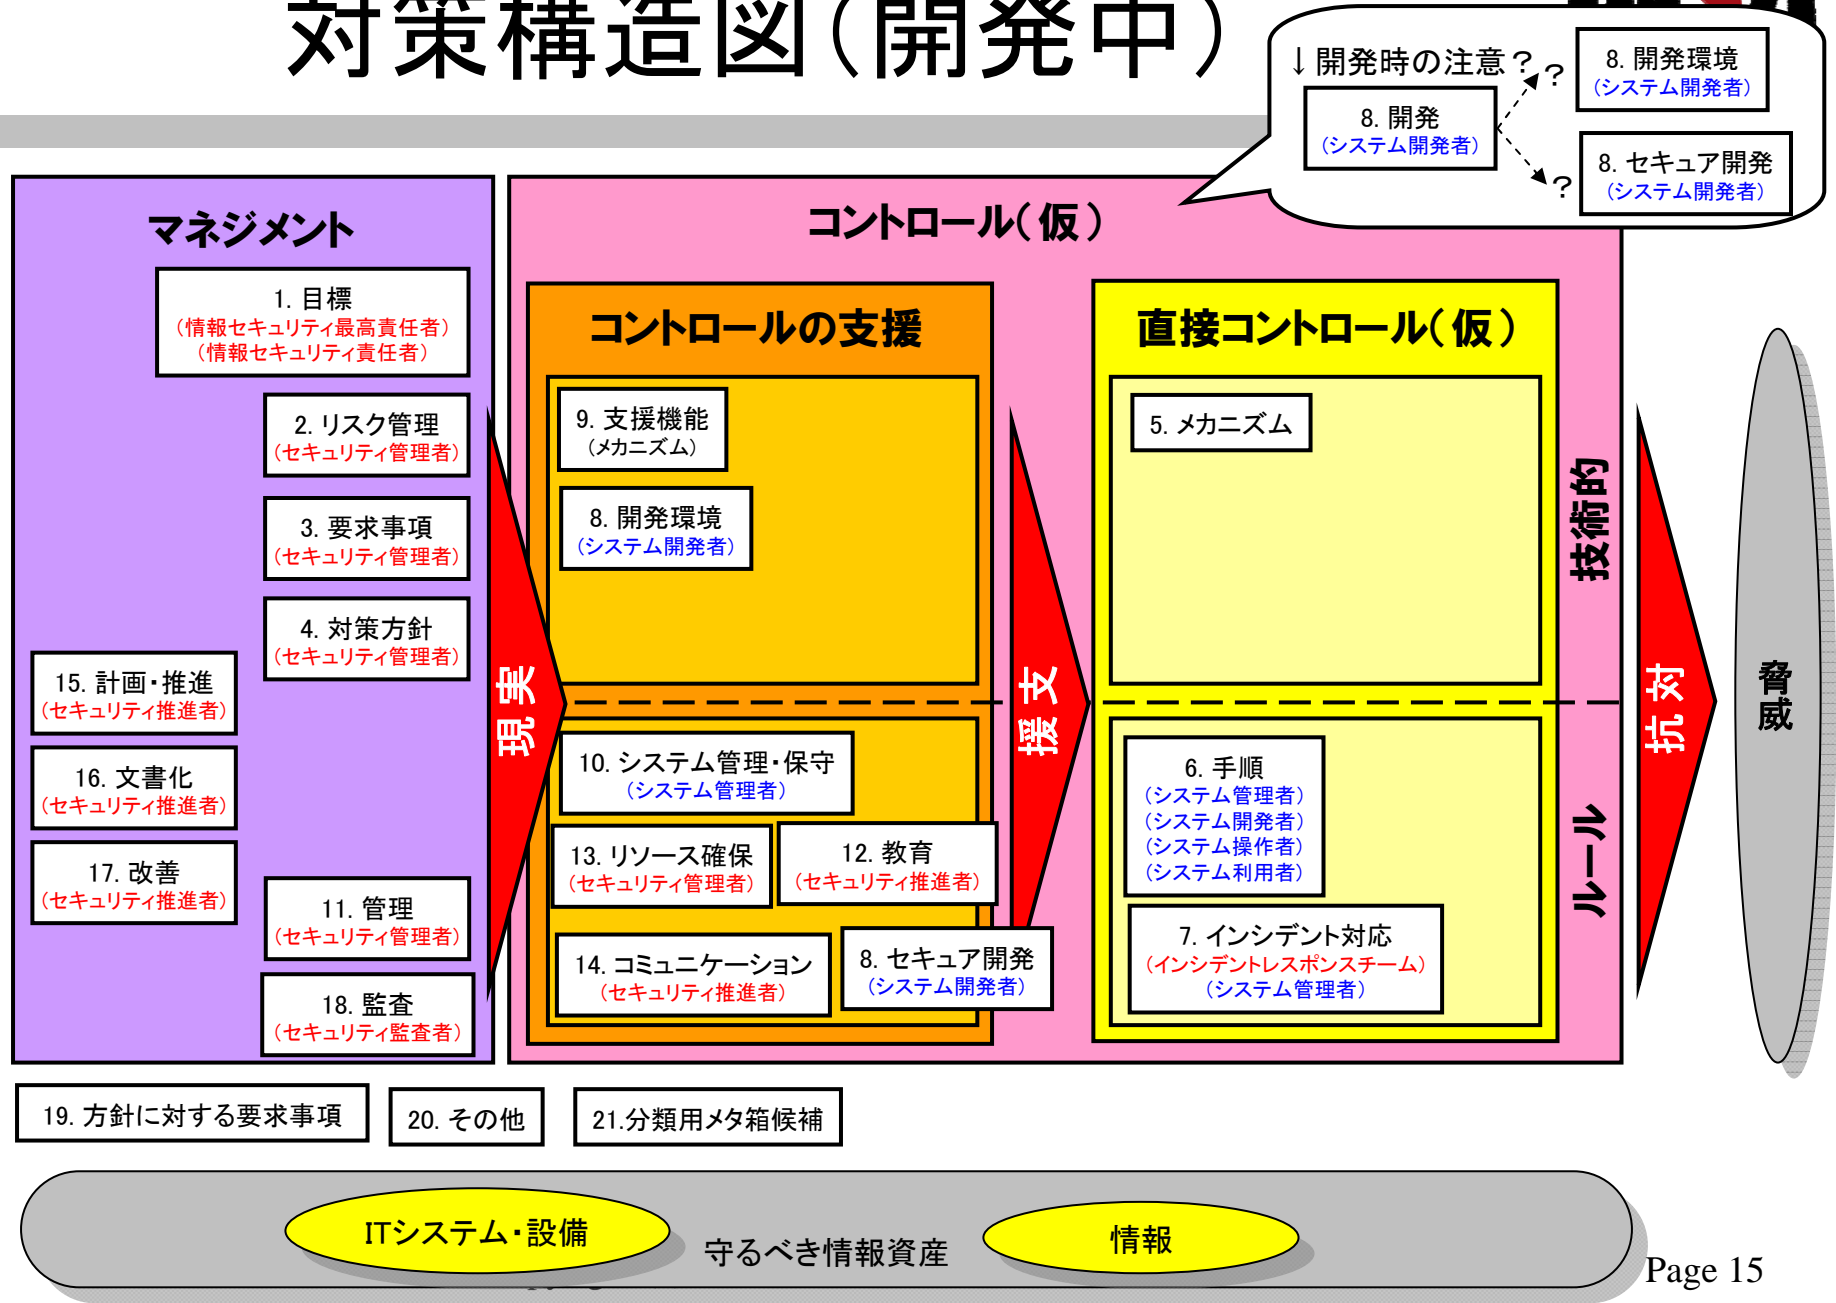 対策構造図（開発中）
↓開発時の注意？
？
8. 開発環境
（システム開発者）
8. 開発
（システム開発者）
8. セキュア開発
（システム開発者）
？
マネジメント
コントロール（仮）
1. 目標
（情報セキュリティ最高責任者）
（情報セキュリティ責任者）
2. リスク管理
（セキュリティ管理者）
3. 要求事項
（セキュリティ管理者）
4. 対策方針
（セキュリティ管理者）
15. 計画・推進
（セキュリティ推進者）
16. 文書化
（セキュリティ推進者）
17. 改善
（セキュリティ推進者）
11. 管理
（セキュリティ管理者）
18. 監査
（セキュリティ監査者）
実現
コントロールの支援
9. 支援機能
（メカニズム）
8. 開発環境
（システム開発者）
10. システム管理・保守
（システム管理者）
13. リソース確保
（セキュリティ管理者）
12. 教育
（セキュリティ推進者）
14. コミュニケーション
（セキュリティ推進者）
8. セキュア開発
（システム開発者）
支援
直接コントロール（仮）
5. メカニズム
6. 手順
（システム管理者）
（システム開発者）
（システム操作者）
（システム利用者）
7. インシデント対応
（インシデントレスポンスチーム）
（システム管理者）
技術的
ルール
対抗
脅威
19. 方針に対する要求事項
20. その他
21.分類用メタ箱候補
ITシステム・設備
守るべき情報資産
情報
Page 15